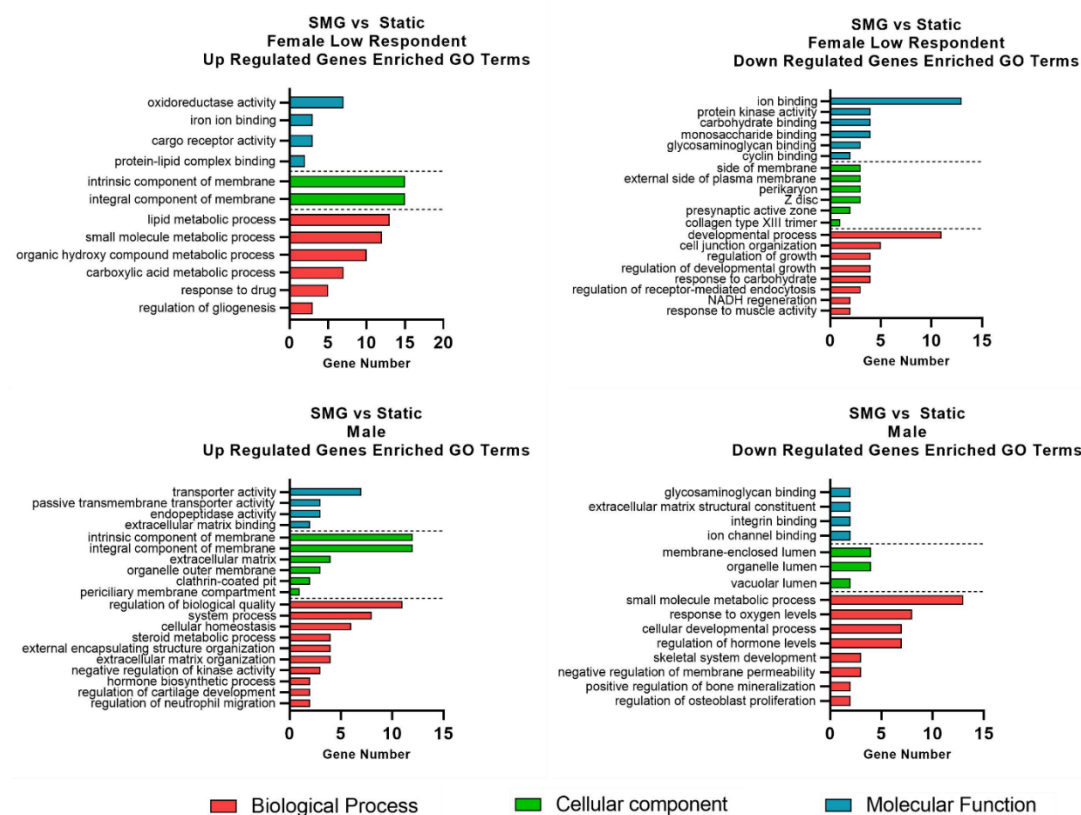 SMG vs Static
Female Low Respondent
Up Regulated Genes Enriched GO Terms
oxidoreductase activity
iron ion binding
cargo receptor activity
protein-lipid complex binding
intrinsic component of membrane
integral component of membrane
lipid metabolic process
small molecule metabolic process
organic hydroxy compound metabolic process
carboxylic acid metabolic process
response to drug
regulation of gliogenesis
0 5 10 15 20
Gene Number
SMG vs Static
Female Low Respondent
Down Regulated Genes Enriched GO Terms
ion binding
protein kinase activity
carbohydrate binding
monosaccharide binding
glycosaminoglycan binding
cyclin binding
side of membrane
external side of plasma membrane
perikaryon
Z disc
presynaptic active zone
collagen type XIII trimer
developmental process
cell junction organization
regulation of growth
regulation of developmental growth
response to carbohydrate
regulation of receptor-mediated endocytosis
NADH regeneration
response to muscle activity
0 5 10 15
Gene Number
SMG vs Static
Male
Up Regulated Genes Enriched GO Terms
transporter activity
passive transmembrane transporter activity
endopeptidase activity
extracellular matrix binding
intrinsic component of membrane
integral component of membrane
extracellular matrix
organelle outer membrane
clathrin-coated pit
periciliary membrane compartment
regulation of biological quality
system process
cellular homeostasis
steroid metabolic process
external encapsulating structure organization
extracellular matrix organization
negative regulation of kinase activity
hormone biosynthetic process
regulation of cartilage development
regulation of neutrophil migration
0 5 10 15
Gene Number
SMG vs Static
Male
Down Regulated Genes Enriched GO Terms
glycosaminoglycan binding
extracellular matrix structural constituent
integrin binding
ion channel binding
membrane-enclosed lumen
organelle lumen
vacuolar lumen
small molecule metabolic process
response to oxygen levels
cellular developmental process
regulation of hormone levels
skeletal system development
negative regulation of membrane permeability
positive regulation of bone mineralization
regulation of osteoblast proliferation
0 5 10 15
Gene Number
Biological Process
Cellular component
Molecular Function